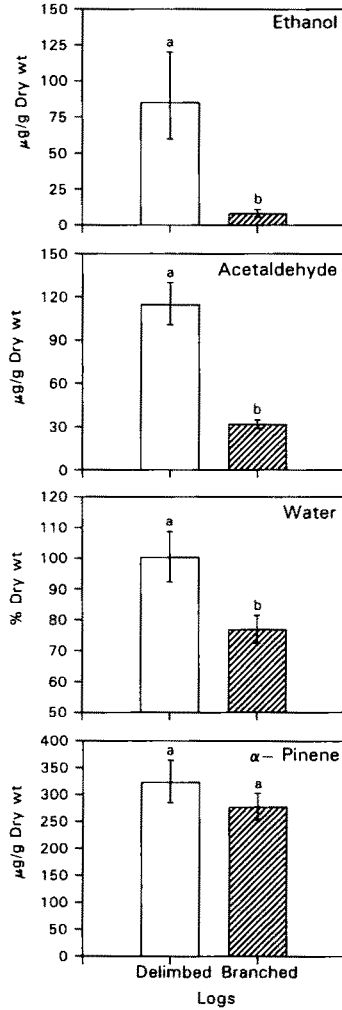 Ethanol
150
125
100
75
50
25
0
µg/g Dry wt
a
b
Acetaldehyde
150
120
90
60
30
0
µg/g Dry wt
a
b
Water
120
110
100
90
80
70
60
50
% Dry wt
a
b
α– Pinene
400
350
300
250
200
150
100
50
0
µg/g Dry wt
a
a
Delimbed Branched
Logs